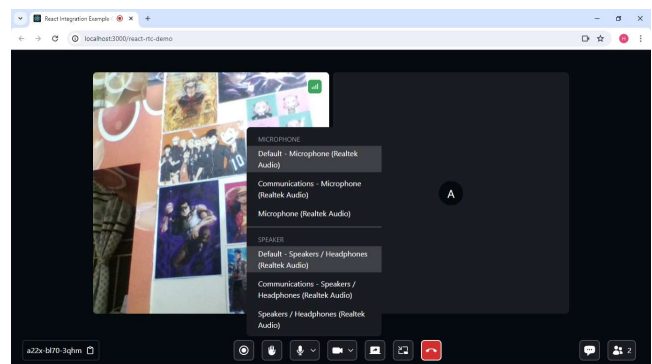 React Integration Example
localhost:3000/react-rtc-demo
MICROPHONE
Default - Microphone (Realtek
Audio)
Communications - Microphone
(Realtek Audio)
Microphone (Realtek Audio)
A
SPEAKER
Default - Speakers / Headphones
(Realtek Audio)
Communications - Speakers /
Headphones (Realtek Audio)
Speakers / Headphones (Realtek
Audio)
10
a22x-bl70-3qhm
2